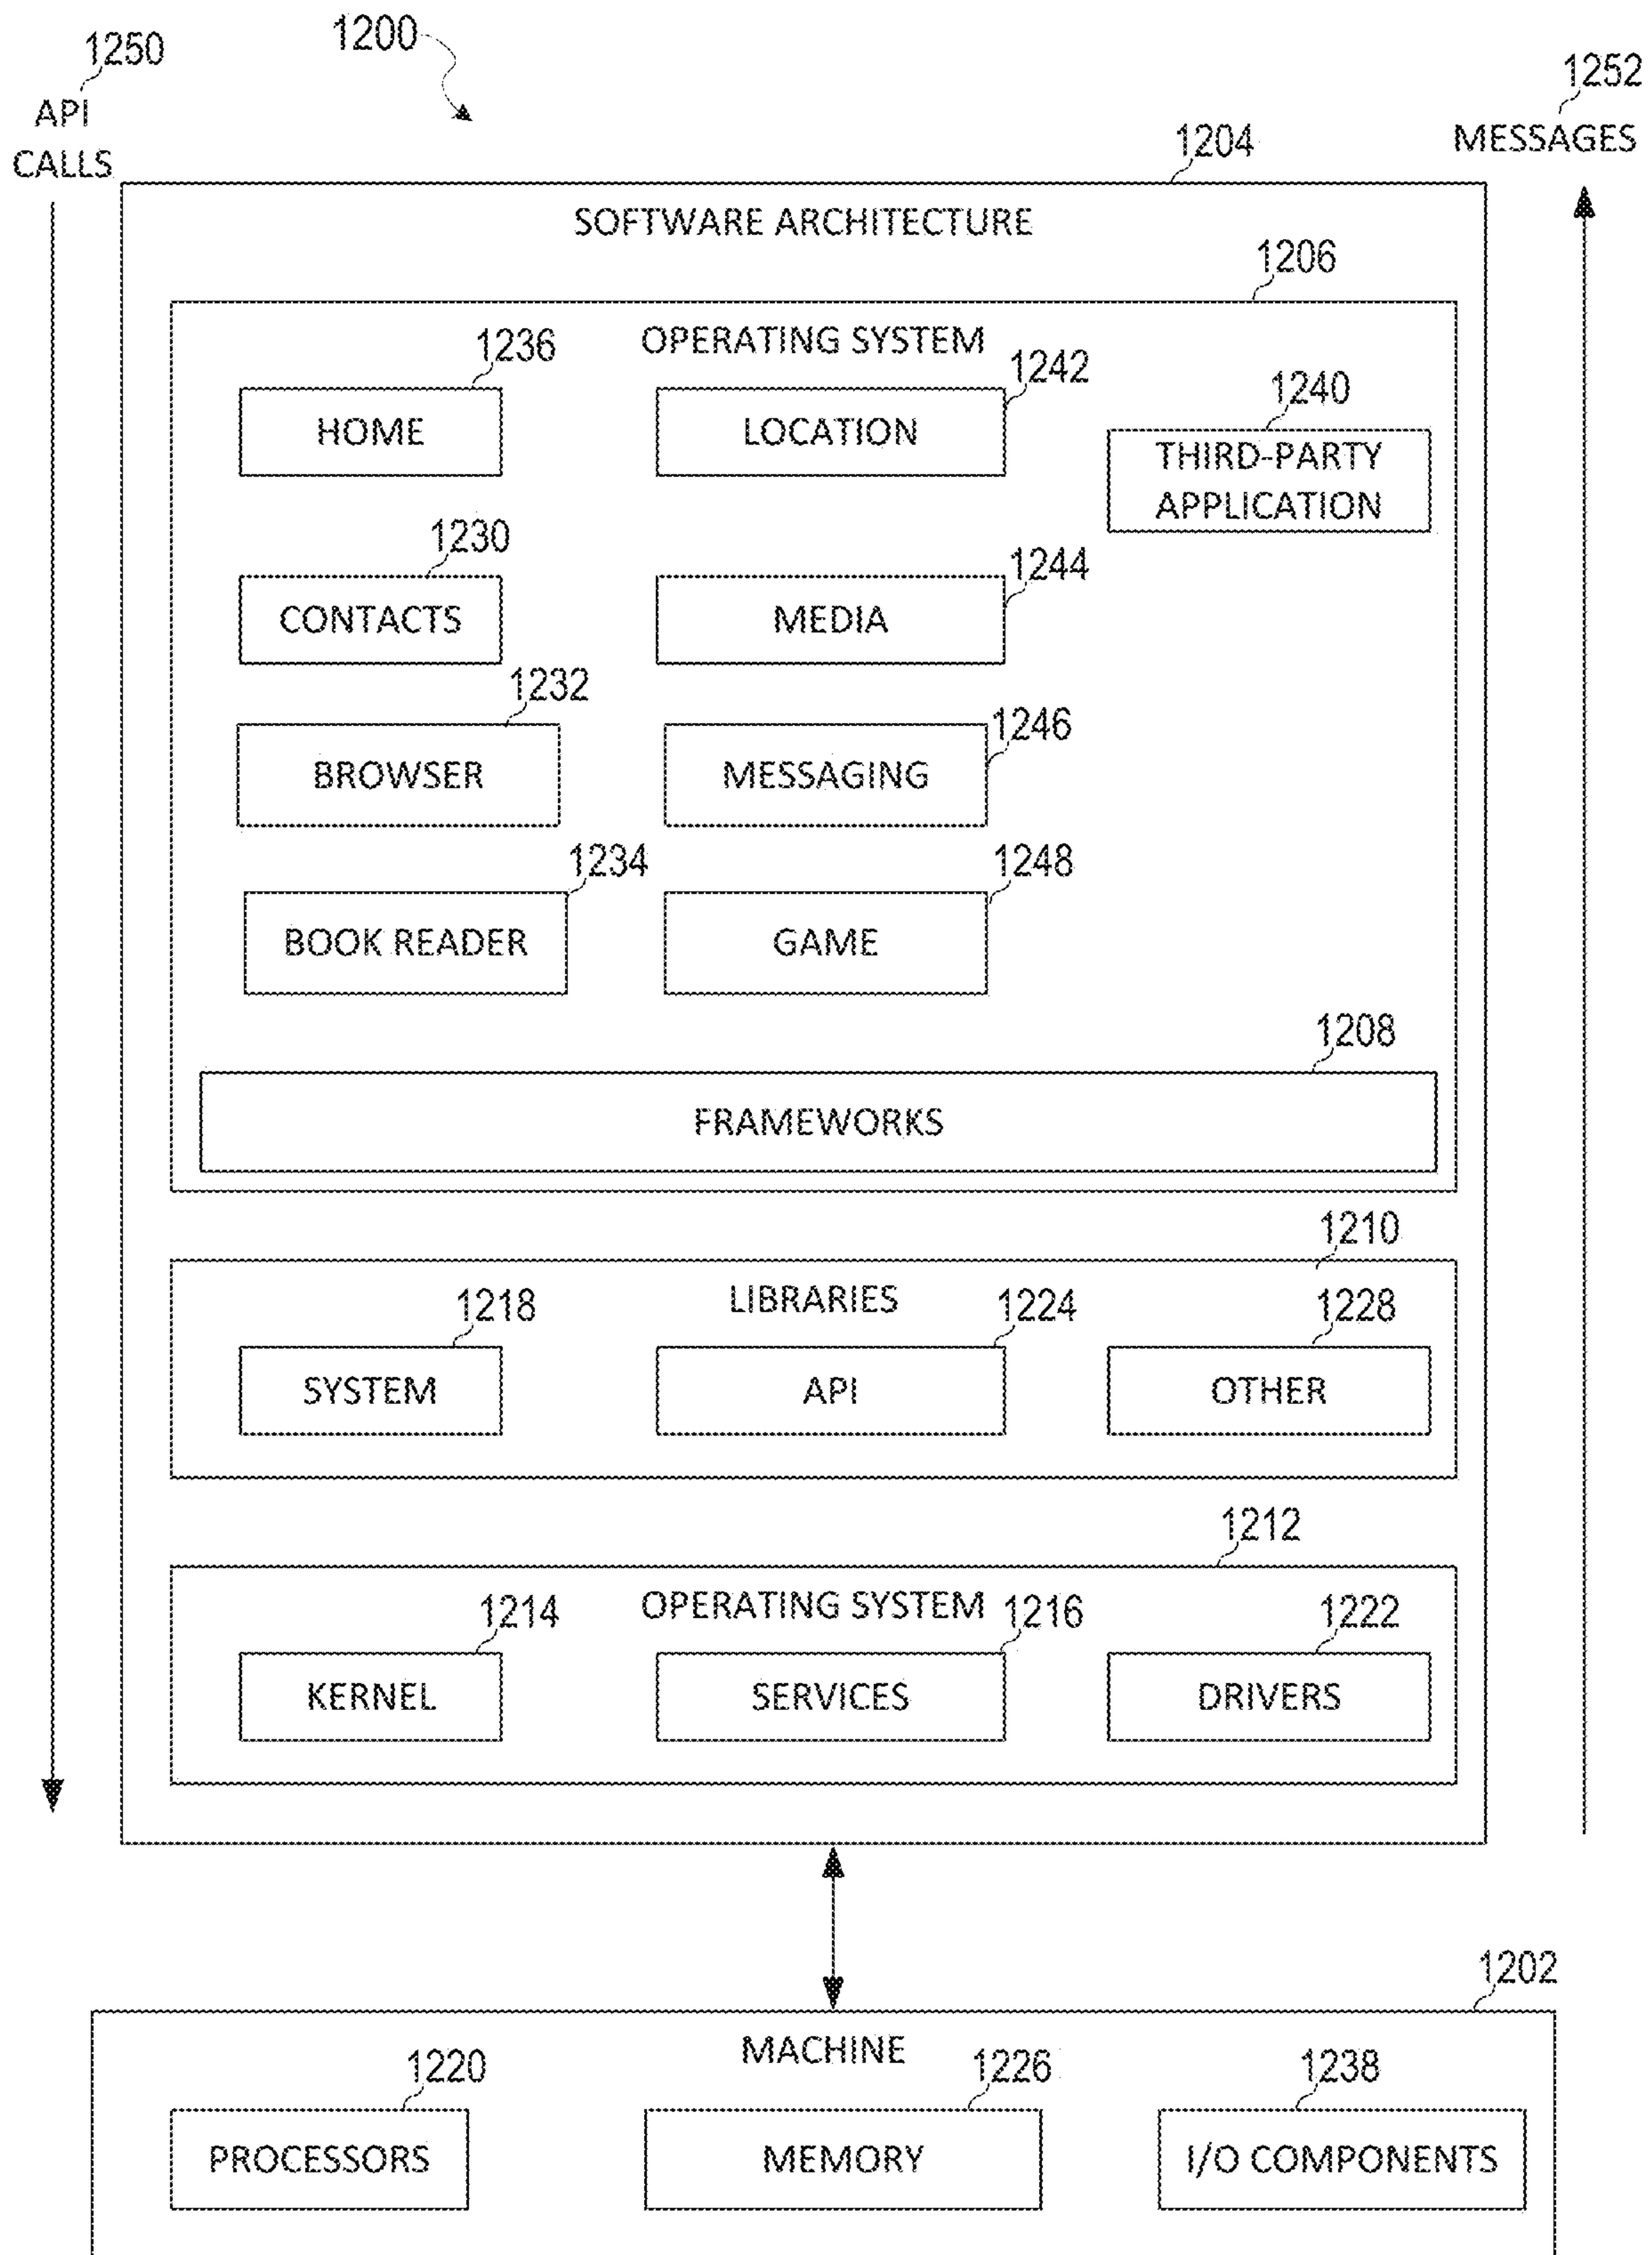 1250
1200
1252
API
CALLS
MESSAGES
1204
SOFTWARE ARCHITECTURE
1206
OPERATING SYSTEM
1236
1242
1240
HOME
LOCATION
THIRD-PARTY
APPLICATION
1230
1244
CONTACTS
MEDIA
1232
1246
BROWSER
MESSAGING
1234
1248
BOOK READER
GAME
1208
FRAMEWORKS
1210
LIBRARIES
1218
1224
1228
SYSTEM
API
OTHER
1212
OPERATING SYSTEM
1214
1216
1222
KERNEL
SERVICES
DRIVERS
1202
MACHINE
1220
1226
1238
PROCESSORS
MEMORY
I/O COMPONENTS